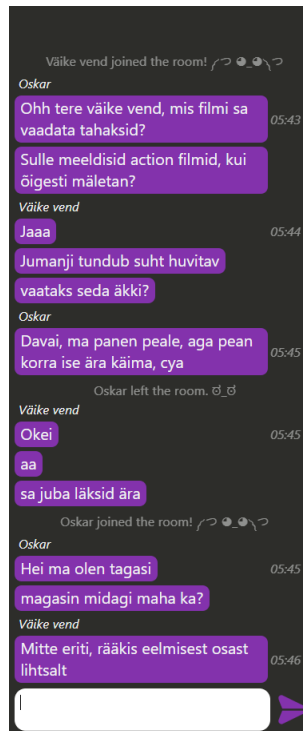 Väike vend joined the room! (つ ◕_◕)つ
Oskar
Ohh tere väike vend, mis filmi sa
vaadata tahaksid?
05:43
Sulle meeldisid action filmid, kui
õigesti mäletan?
Väike vend
Jaaa
05:44
Jumanji tundub suht huvitav
vaataks seda äkki?
Oskar
Davai, ma panen peale, aga pean
korra ise ära käima, cya
05:45
Oskar left the room. ಠ_ಠ
Väike vend
Okei
05:45
aa
sa juba läksid ära
Oskar joined the room! (つ ◕_◕)つ
Oskar
Hei ma olen tagasi
05:45
magasin midagi maha ka?
Väike vend
Mitte eriti, rääkis eelmisest osast
lihtsalt
05:46